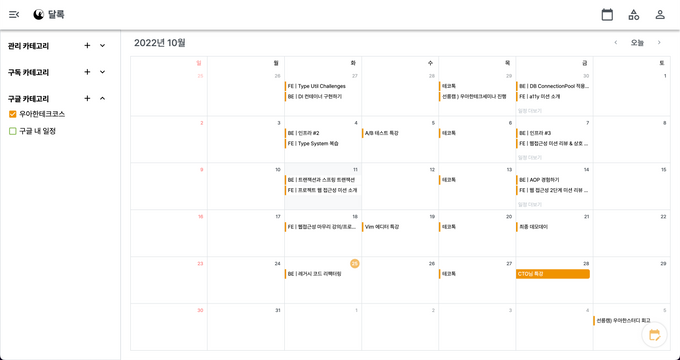 달록
관리 카테고리
구독 카테고리
구글 카테고리
우아한테크코스
구글 내 일정
2022년 10월
오늘
일 월 화 수 목 금 토
25 26 27 28 29 30 1
FE | Type Util Challenges
BE | DI 컨테이너 구현하기
테코톡
선릉캠) 우아한테크세미나 진행
BE | DB ConnectionPool 적용...
FE | a11y 미션 소개
일정 더보기
2 3 4 5 6 7 8
BE | 인프라 #2
FE | Type System 복습
A/B 테스트 특강
테코톡
BE | 인프라 #3
FE | 웹접근성 미션 리뷰 & 상호 ...
일정 더보기
9 10 11 12 13 14 15
BE | 트랜잭션과 스프링 트랜잭션
FE | 프로젝트 웹 접근성 미션 소개
테코톡
BE | AOP 경험하기
FE | 웹 접근성 2단계 미션 리뷰 ...
일정 더보기
16 17 18 19 20 21 22
FE | 웹접근성 마무리 강의/프로...
Vim 에디터 특강
테코톡
최종 데모데이
23 24 25 26 27 28 29
BE | 레거시 코드 리팩터링
테코톡
CTO님 특강
30 31 1 2 3 4 5
선릉캠) 우아한스터디 회고